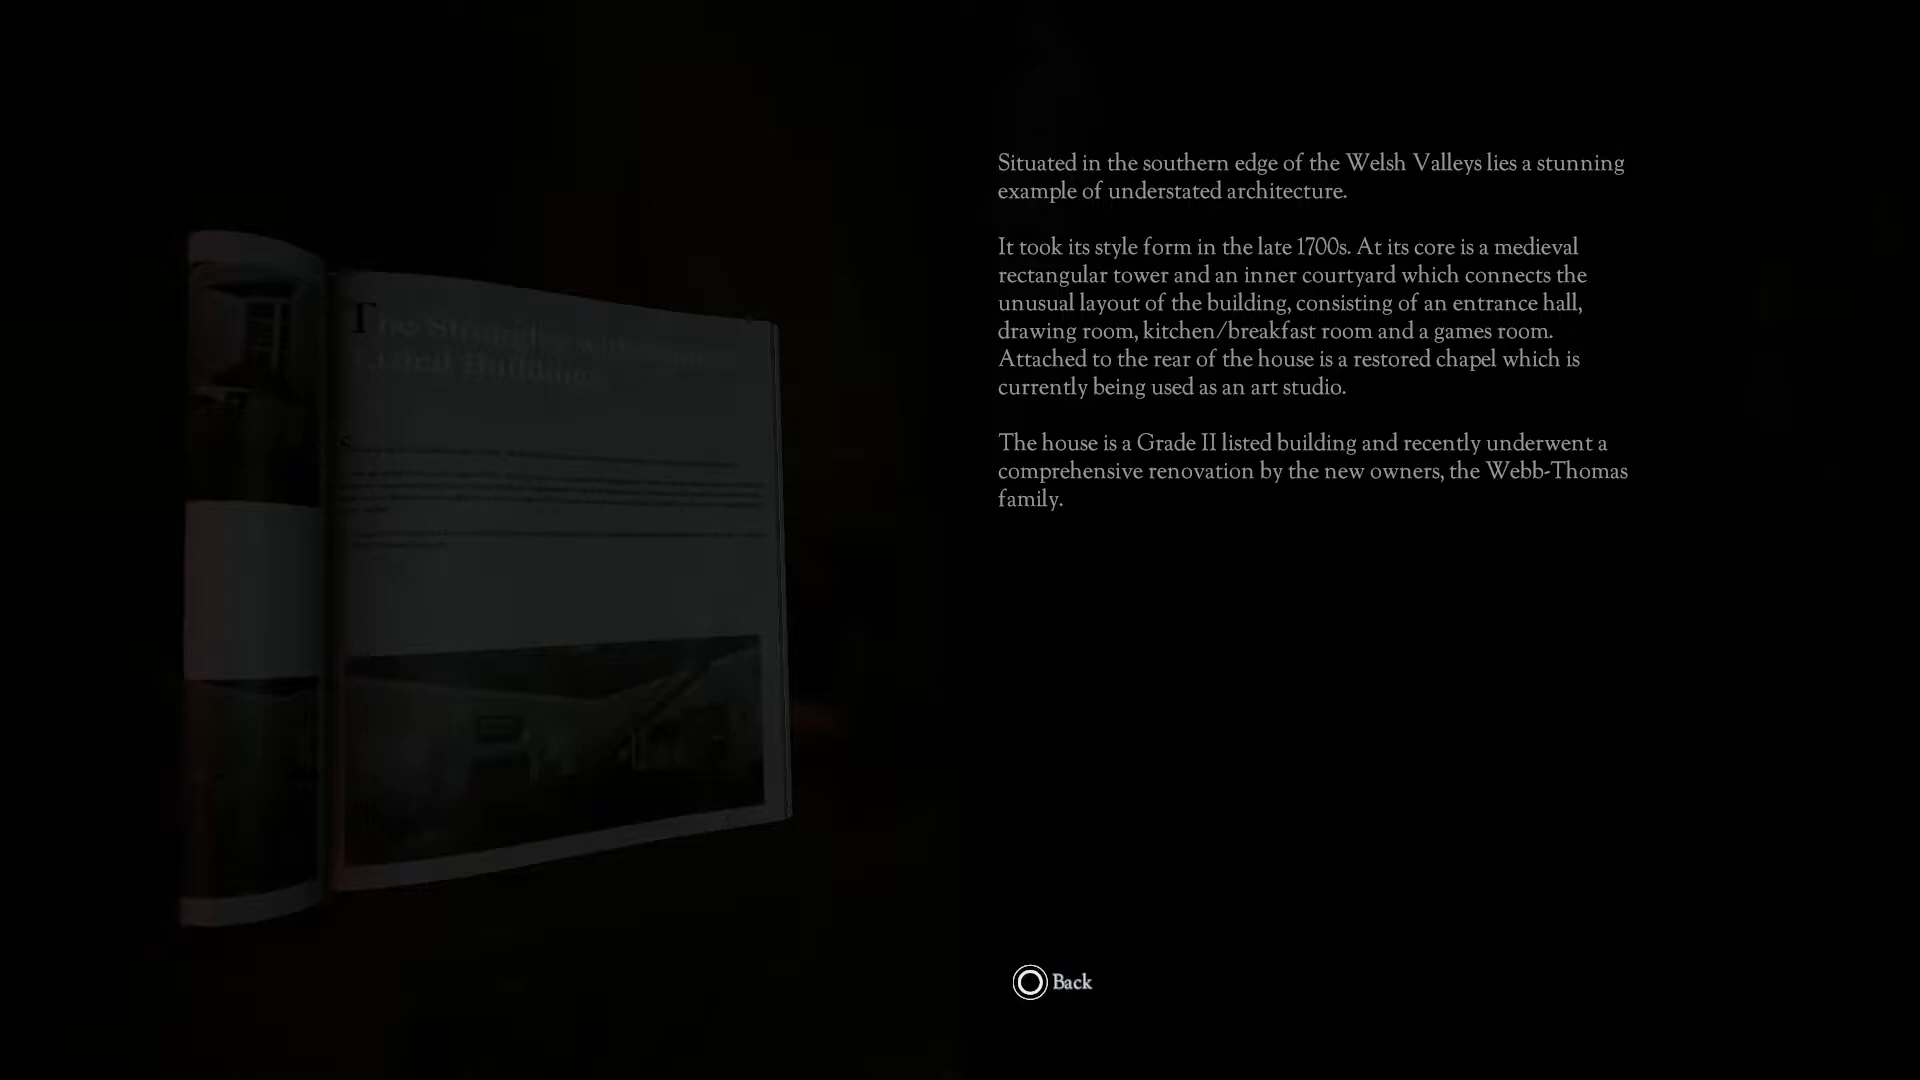 Situated in the southern edge of the Welsh Valleys lies a stunning
example of understated architecture.
It took its style form in the late 1700s. At its core is a medieval
rectangular tower and an inner courtyard which connects the
unusual layout of the building, consisting of an entrance hall,
drawing room, kitchen/breakfast room and a games room.
Attached to the rear of the house is a restored chapel which is
currently being used as an art studio.
The house is a Grade II listed building and recently underwent a
comprehensive renovation by the new owners, the Webb-Thomas
family.
Back